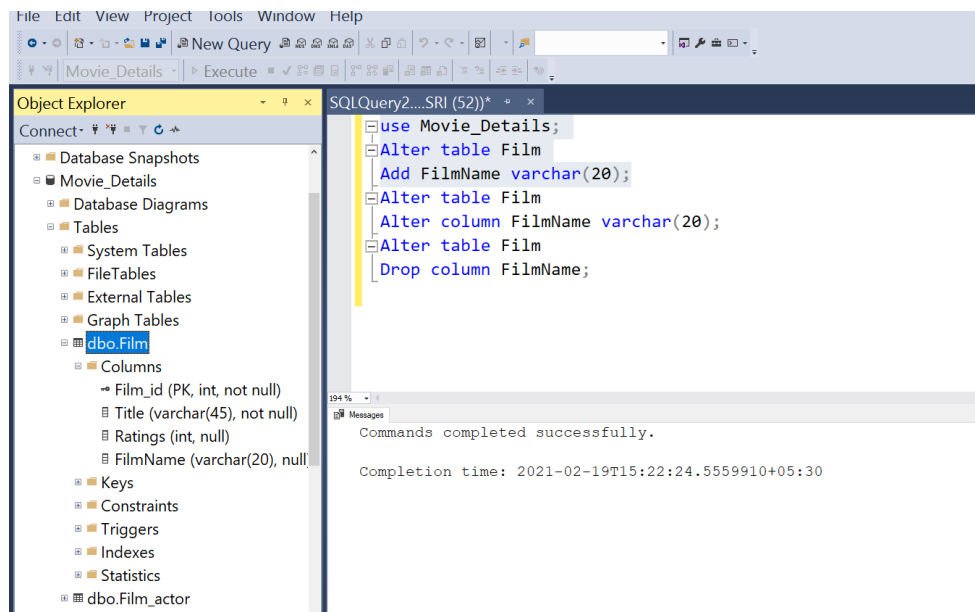 File Edit View Project Tools Window Help
New Query
Movie_Details Execute
Object Explorer
Connect
Database Snapshots
Movie_Details
Database Diagrams
Tables
System Tables
FileTables
External Tables
Graph Tables
dbo.Film
Columns
Film_id (PK, int, not null)
Title (varchar(45), not null)
Ratings (int, null)
FilmName (varchar(20), null)
Keys
Constraints
Triggers
Indexes
Statistics
dbo.Film_actor
SQLQuery2....SRI (52))*
use Movie_Details;
Alter table Film
Add FilmName varchar(20);
Alter table Film
Alter column FilmName varchar(20);
Alter table Film
Drop column FilmName;
194 %
Messages
Commands completed successfully.
Completion time: 2021-02-19T15:22:24.5559910+05:30